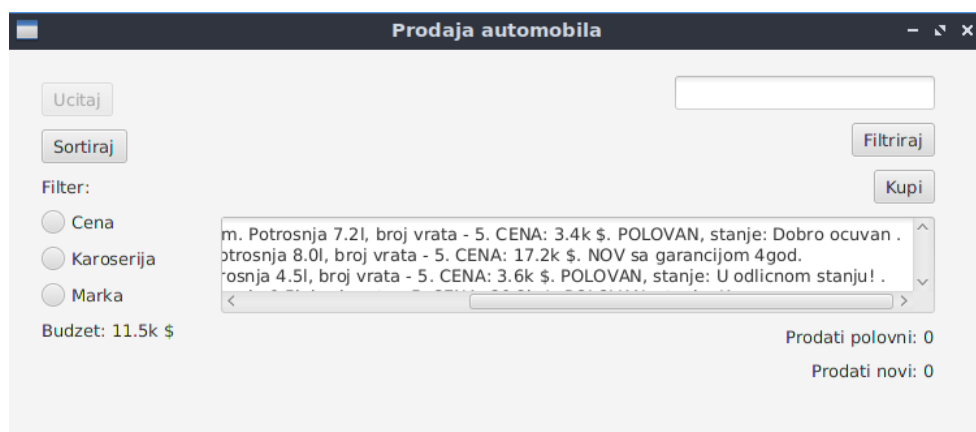 Prodaja automobila
Ucitaj
Sortiraj
Filtriraj
Filter:
Kupi
Cena
Karoserija
Marka
m. Potrosnja 7.2l, broj vrata - 5. CENA: 3.4k $. POLOVAN, stanje: Dobro ocuvan .
8.0l, broj vrata - 5. CENA: 17.2k $. NOV sa garancijom 4god.
4.5l, broj vrata - 5. CENA: 3.6k $. POLOVAN, stanje: U odlicnom stanju! .
Budzet: 11.5k $
Prodati polovni: 0
Prodati novi: 0